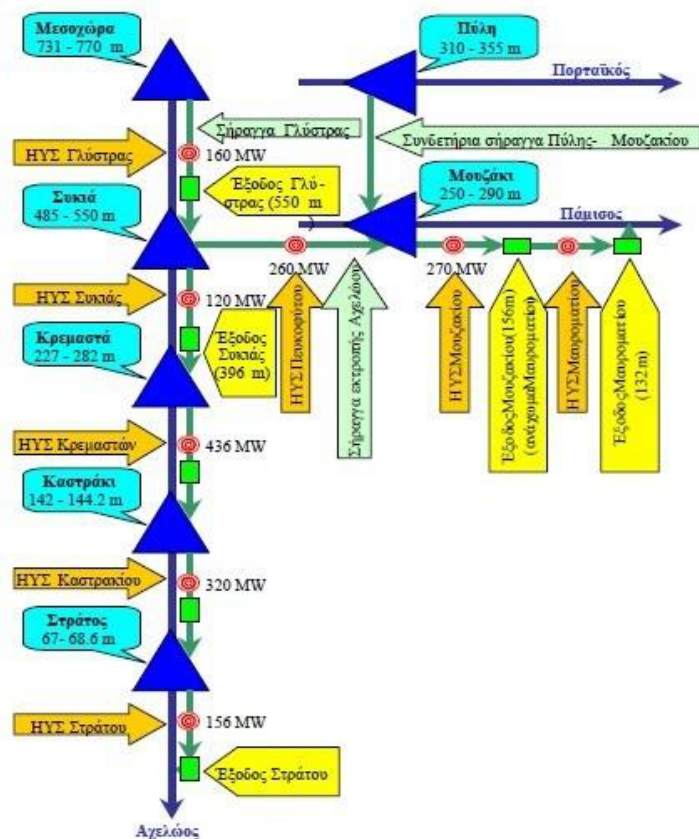 Μεσοχώρα
731 - 770 m
Πύλη
310 - 355 m
Πορταϊκός
Σήραγγα Γλύστρας
Συνδετήρια σήραγγα Πύλης- Μουζακίου
ΗΥΣ Γλύστρας
160 MW
Έξοδος Γλύ-
στρας (550 m
)
Μουζάκι
250 - 290 m
Πάμισος
Συκιά
485 - 550 m
260 MW
270 MW
ΗΥΣ Συκιάς
120 MW
Έξοδος
Συκιάς
(396 m)
ΗΥΣ Πευκοφύτου
Σήραγγα εκτροπής Αχελώου
ΗΥΣ Μουζακίου
Έξοδος Μουζακίου (156m)
(ανάχωμα Μαυροματίου)
ΗΥΣ Μαυροματίου
Έξοδος Μαυροματίου
(132 m)
Κρεμαστά
227 - 282 m
ΗΥΣ Κρεμαστών
436 MW
Καστράκι
142 - 144.2 m
ΗΥΣ Καστρακίου
320 MW
Στράτος
67- 68.6 m
ΗΥΣ Στράτου
156 MW
Έξοδος Στράτου
Αχελώος